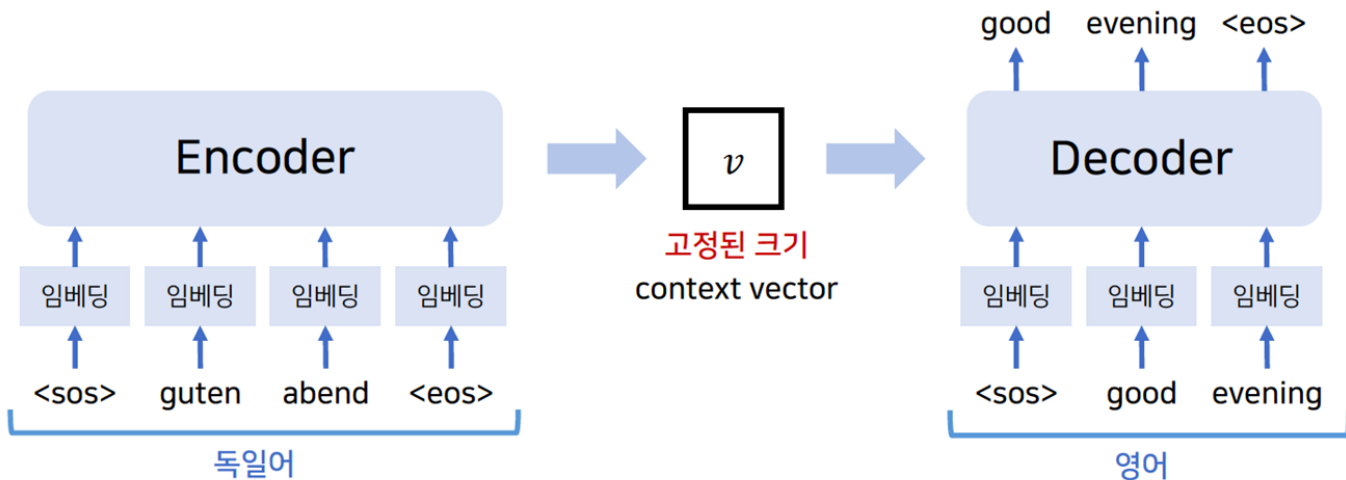 good evening <eos>
Encoder
v
Decoder
고정된 크기
context vector
임베딩 임베딩 임베딩 임베딩
임베딩 임베딩 임베딩
<sos> guten abend <eos>
<sos> good evening
독일어
영어